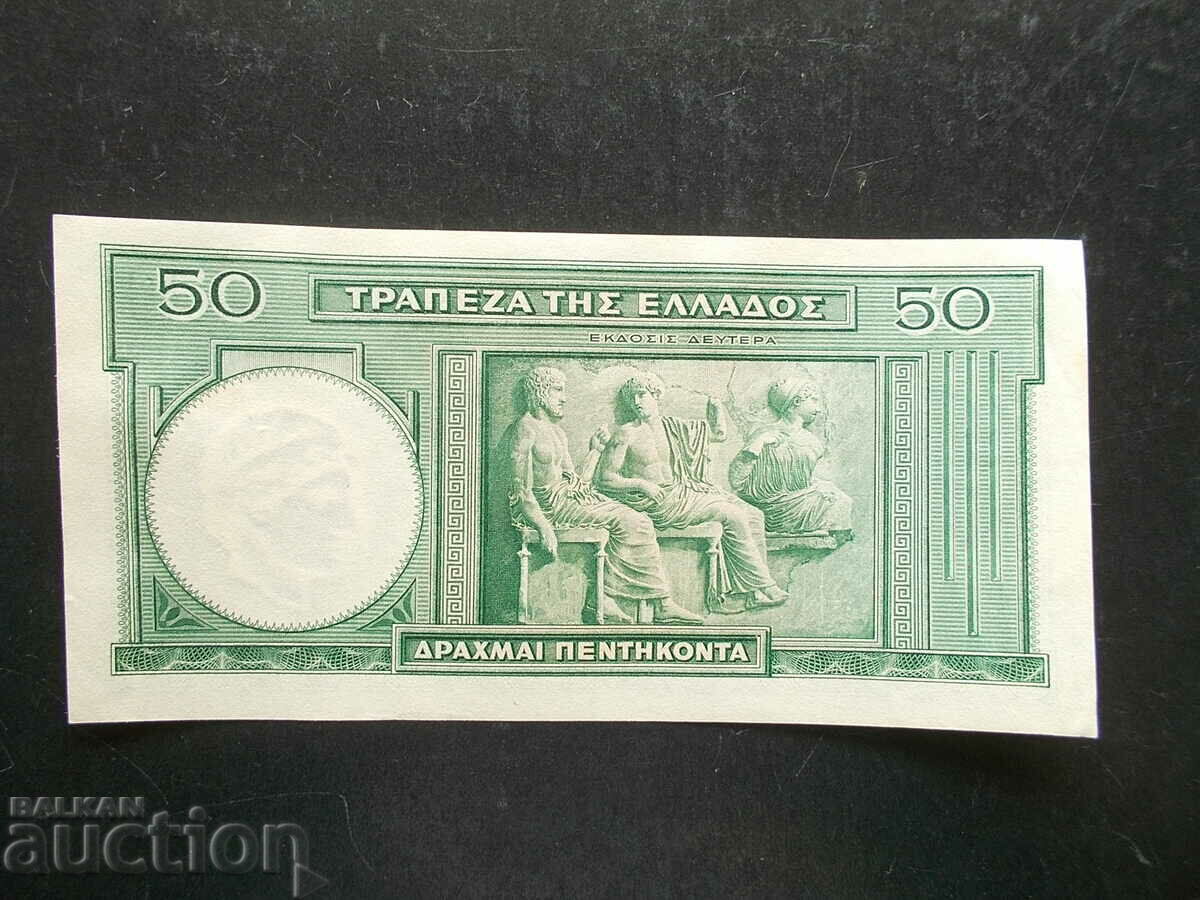 50 ΤΡΑΠΕΖΑ ΤΗΣ ΕΛΛΑΔΟΣ 50
ΕΚΔΟΣΙΣ ΔΕΥΤΕΡΑ
ΔΡΑΧΜΑΙ ΠΕΝΤΗΚΟΝΤΑ
BALKAN
auction